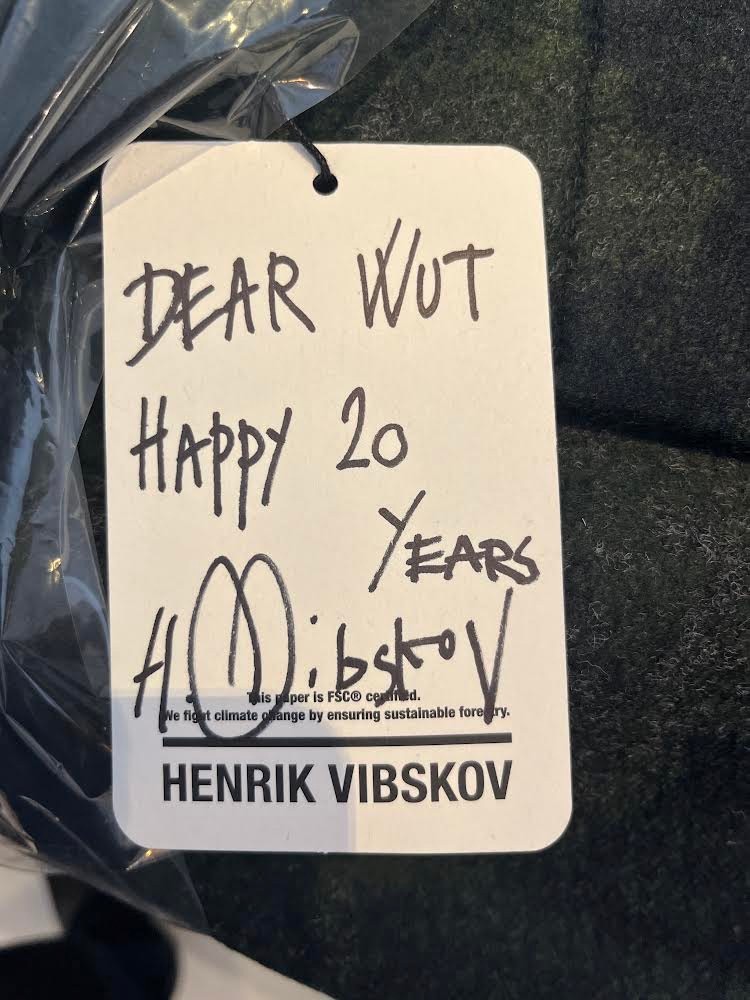 DEAR WUT
HAPPY 20
YEARS
H. Vibskov
This paper is FSC® certified.
We fight climate change by ensuring sustainable forestry.
HENRIK VIBSKOV